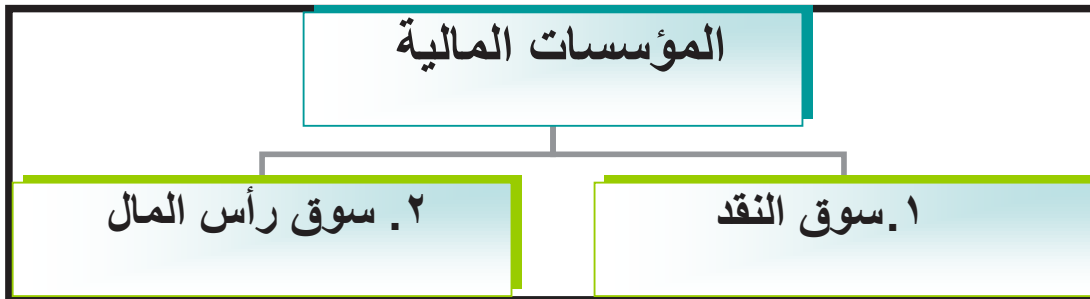 المؤسسات المالية
١.سوق النقد
٢. سوق رأس المال